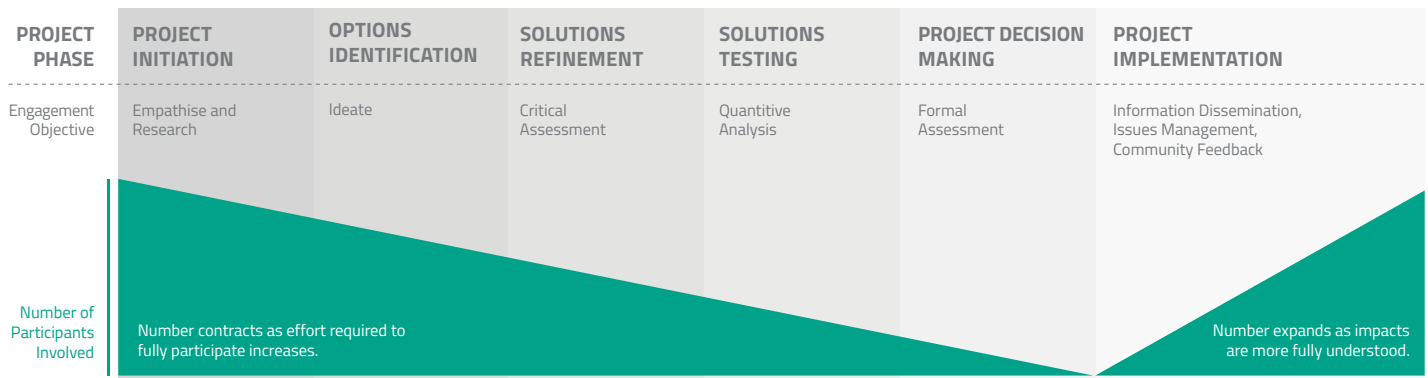 PROJECT
PHASE
PROJECT
INITIATION
OPTIONS
IDENTIFICATION
SOLUTIONS
REFINEMENT
SOLUTIONS
TESTING
PROJECT DECISION
MAKING
PROJECT
IMPLEMENTATION
Engagement
Objective
Empathise and
Research
Ideate
Critical
Assessment
Quantitive
Analysis
Formal
Assessment
Information Dissemination,
Issues Management,
Community Feedback
Number of
Participants
Involved
Number contracts as effort required to
fully participate increases.
Number expands as impacts
are more fully understood.